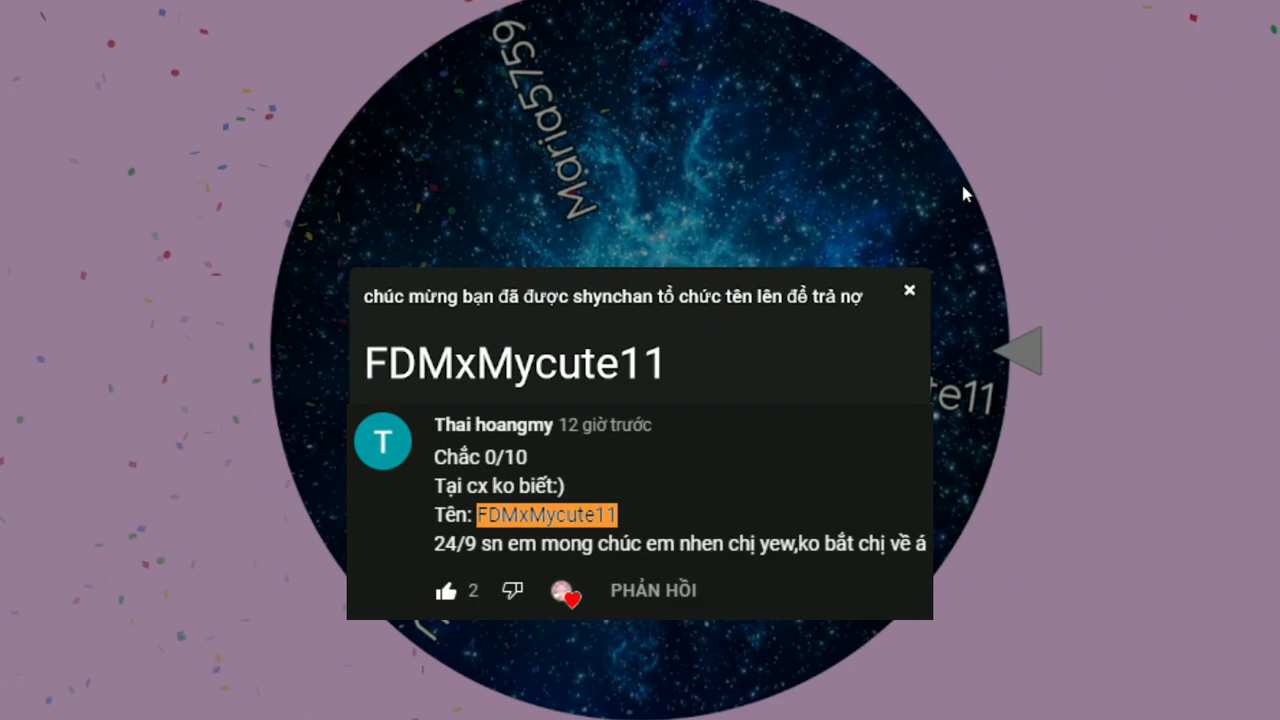 Maria5759
chúc mừng bạn đã được shynchan tổ chức tên lên để trả nợ
FDMxMycute11
te11
Thai hoangmy 12 giờ trước
Chắc 0/10
Tại cx ko biết:)
Tên: FDMxMycute11
24/9 sn em mong chúc em nhen chị yew,ko bắt chị về á
2
PHẢN HỒI